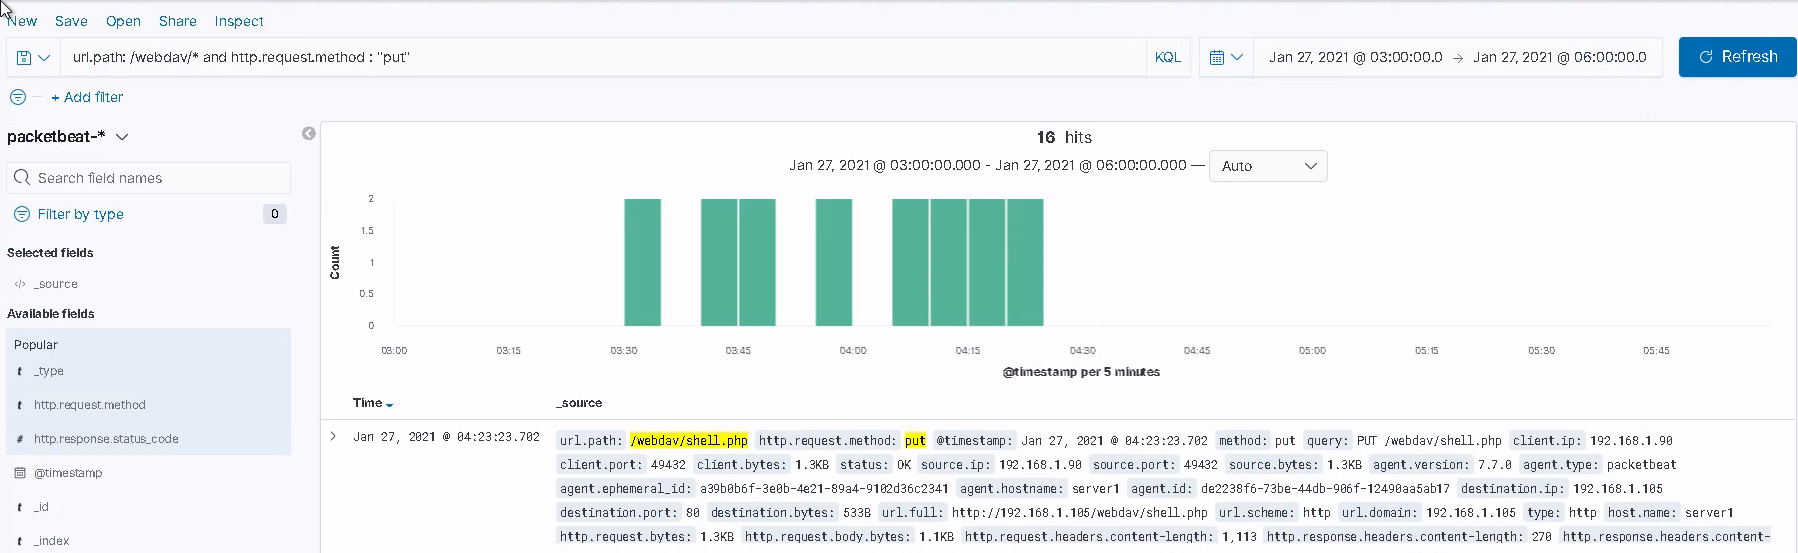 New Save Open Share Inspect
url.path: /webdav/* and http.request.method : "put" KQL Jan 27, 2021 @ 03:00:00.0 → Jan 27, 2021 @ 06:00:00.0 Refresh
+ Add filter
packetbeat-*
Search field names
Filter by type 0
Selected fields
</> _source
Available fields
Popular
t _type
t http.request.method
# http.response.status_code
@timestamp
t _id
t _index
16 hits
Jan 27, 2021 @ 03:00:00.000 - Jan 27, 2021 @ 06:00:00.000 — Auto
Count
2
1.5
1
0.5
0
03:00 03:15 03:30 03:45 04:00 04:15 04:30 04:45 05:00 05:15 05:30 05:45
@timestamp per 5 minutes
Time _source
Jan 27, 2021 @ 04:23:23.702 url.path: /webdav/shell.php http.request.method: put @timestamp: Jan 27, 2021 @ 04:23:23.702 method: put query: PUT /webdav/shell.php client.ip: 192.168.1.90
client.port: 49432 client.bytes: 1.3KB status: OK source.ip: 192.168.1.90 source.port: 49432 source.bytes: 1.3KB agent.version: 7.7.0 agent.type: packetbeat
agent.ephemeral_id: a39b0b6f-3e0b-4e21-89a4-9102d36c2341 agent.hostname: server1 agent.id: de2238f6-73be-44db-906f-12490aa5ab17 destination.ip: 192.168.1.105
destination.port: 80 destination.bytes: 533B url.full: http://192.168.1.105/webdav/shell.php url.scheme: http url.domain: 192.168.1.105 type: http host.name: server1
http.request.bytes: 1.3KB http.request.body.bytes: 1.1KB http.request.headers.content-length: 1,113 http.response.headers.content-length: 270 http.response.headers.content-